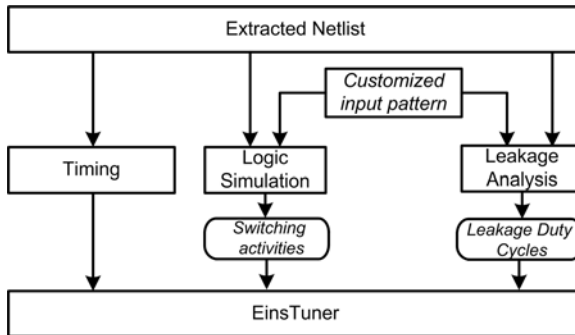 Extracted Netlist
Customized
input pattern
Timing
Logic
Simulation
Leakage
Analysis
Switching
activities
Leakage Duty
Cycles
EinsTuner